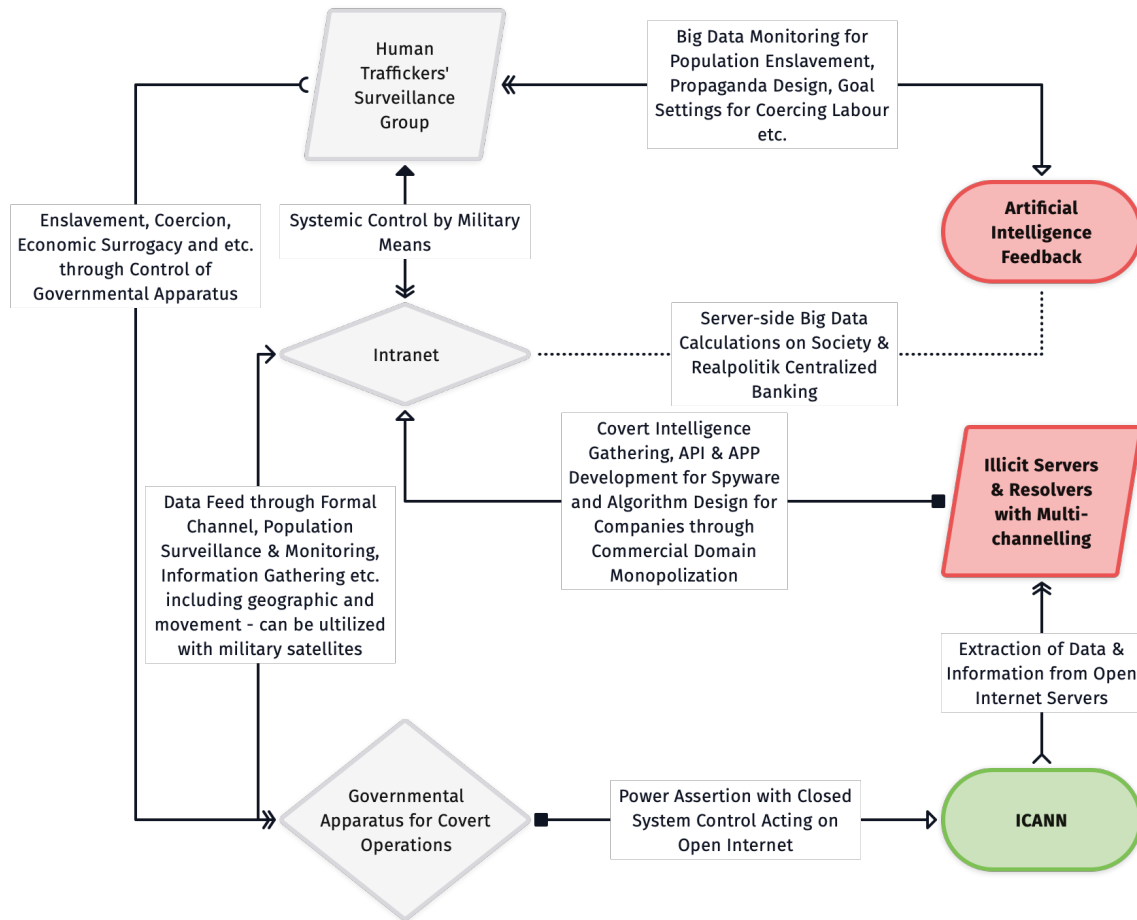 Human
Traffickers'
Surveillance
Group
Big Data Monitoring for
Population Enslavement,
Propaganda Design, Goal
Settings for Coercing Labour
etc.
Enslavement, Coercion,
Economic Surrogacy and etc.
through Control of
Governmental Apparatus
Systemic Control by Military
Means
Artificial
Intelligence
Feedback
Intranet
Server-side Big Data
Calculations on Society &
Realpolitik Centralized
Banking
Covert Intelligence
Gathering, API & APP
Development for Spyware
and Algorithm Design for
Companies through
Commercial Domain
Monopolization
Illicit Servers
& Resolvers
with Multi-
channelling
Data Feed through Formal
Channel, Population
Surveillance & Monitoring,
Information Gathering etc.
including geographic and
movement - can be ultilized
with military satellites
Extraction of Data &
Information from Open
Internet Servers
Governmental
Apparatus for Covert
Operations
Power Assertion with Closed
System Control Acting on
Open Internet
ICANN